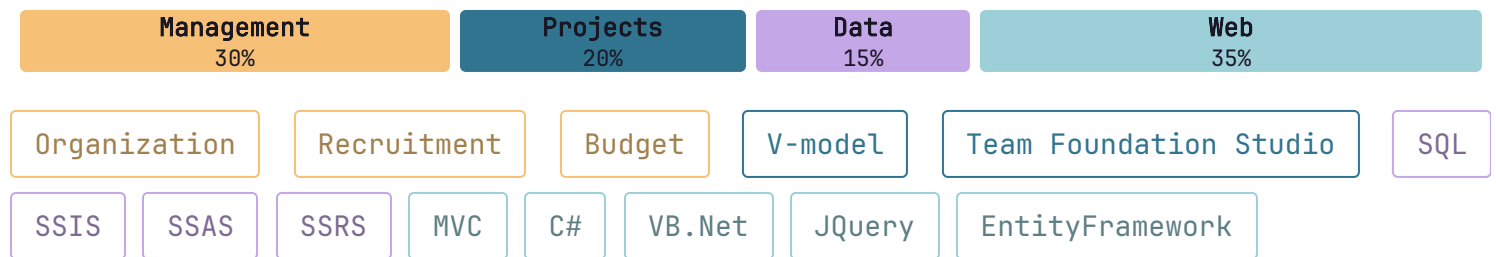 Management Projects Data Web
30% 20% 15% 35%
Organization Recruitment Budget V-model Team Foundation Studio SQL
SSIS SSAS SSRS MVC C# VB.Net JQuery EntityFramework